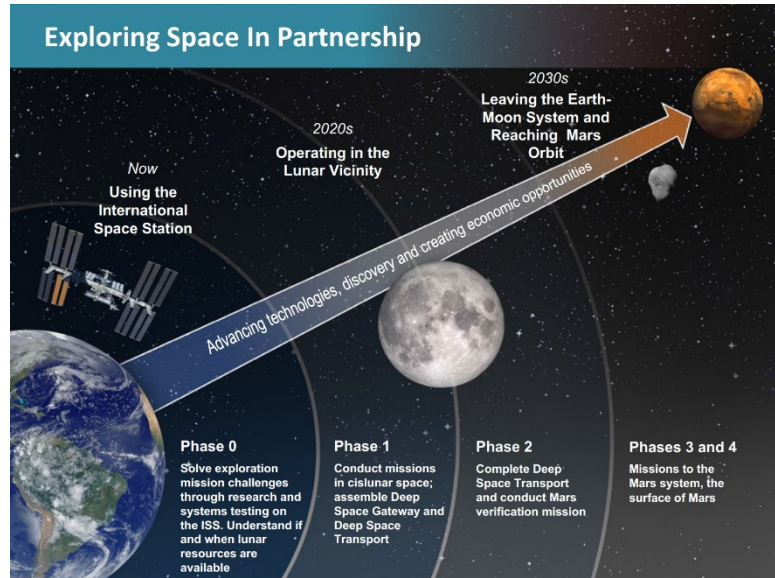 Exploring Space In Partnership
Now
Using the
International
Space Station
2020s
Operating in the
Lunar Vicinity
2030s
Leaving the Earth-
Moon System and
Reaching Mars
Orbit
Advancing technologies, discovery and creating economic opportunities
Phase 0
Solve exploration
mission challenges
through research and
systems testing on
the ISS. Understand if
and when lunar
resources are
available
Phase 1
Conduct missions
in cislunar space;
assemble Deep
Space Gateway and
Deep Space
Transport
Phase 2
Complete Deep
Space Transport
and conduct Mars
verification mission
Phases 3 and 4
Missions to the
Mars system, the
surface of Mars